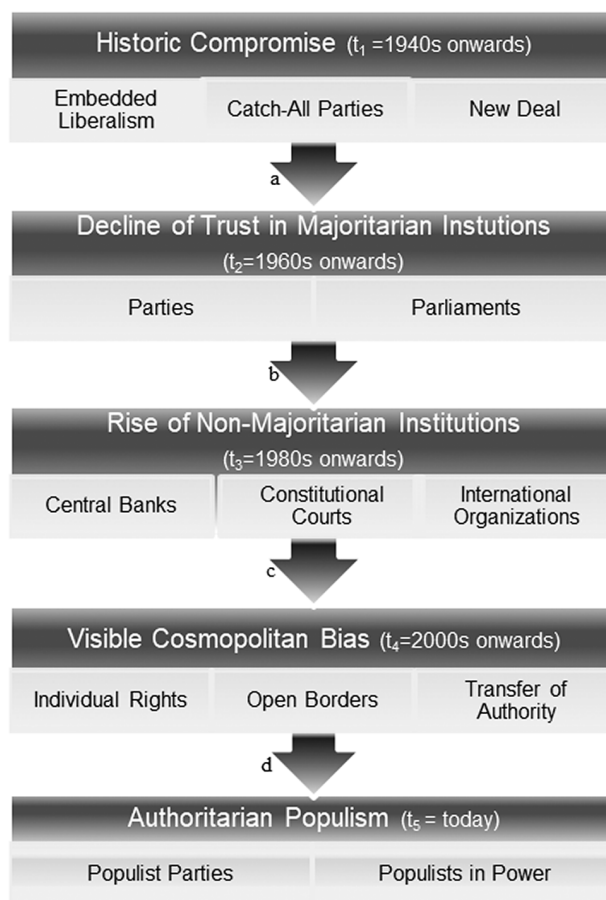 Historic Compromise (t₁ =1940s onwards)
Embedded
Liberalism
Catch-All Parties
New Deal
a
Decline of Trust in Majoritarian Instutions
(t₂=1960s onwards)
Parties
Parliaments
b
Rise of Non-Majoritarian Institutions
(t₃=1980s onwards)
Central Banks
Constitutional
Courts
International
Organizations
c
Visible Cosmopolitan Bias (t₄=2000s onwards)
Individual Rights
Open Borders
Transfer of
Authority
d
Authoritarian Populism (t₅ = today)
Populist Parties
Populists in Power